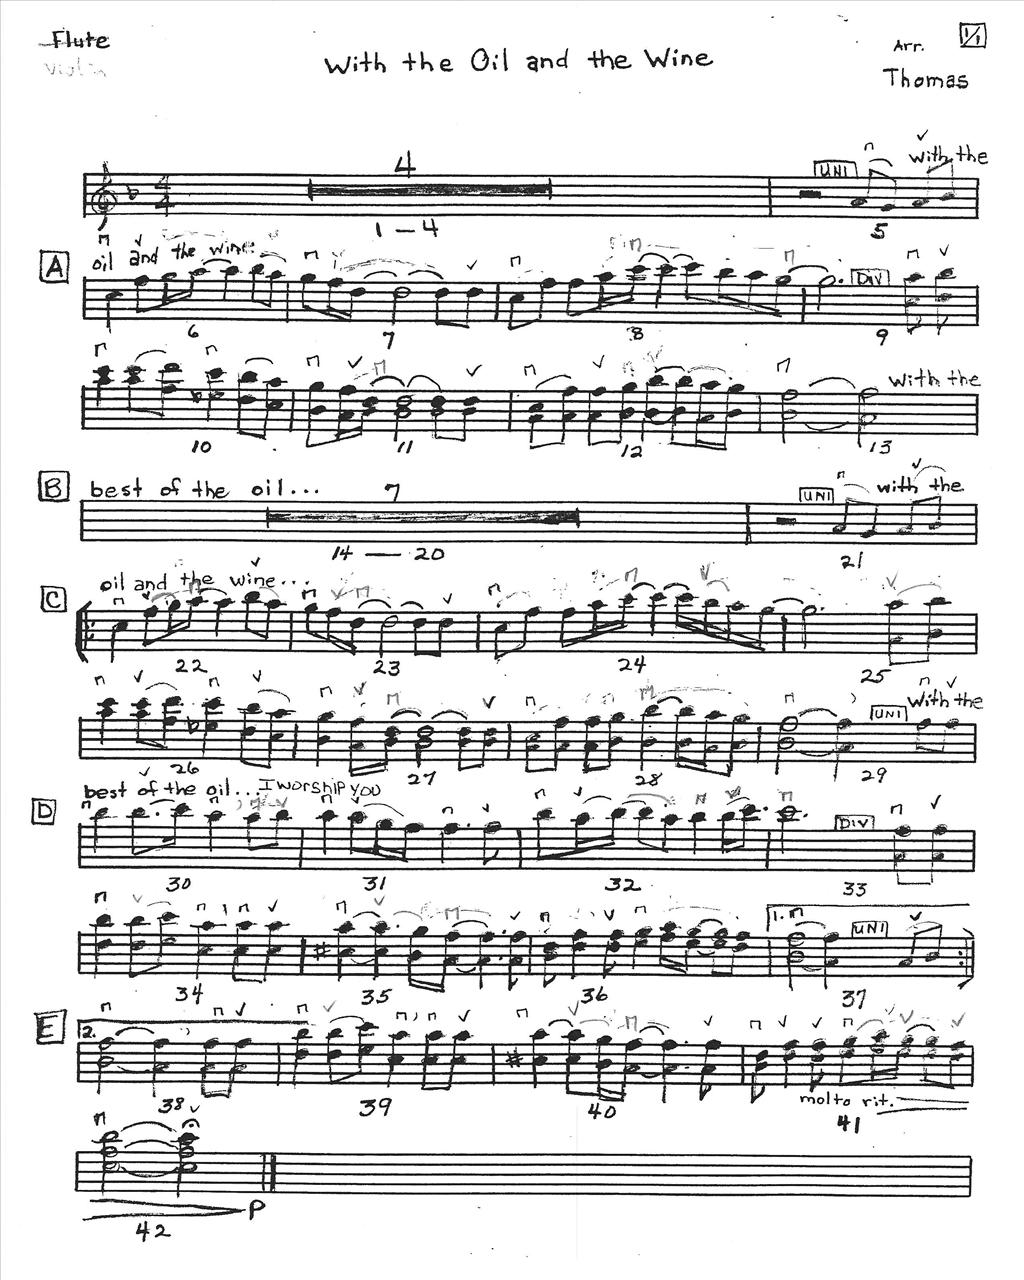 Flute
Violin
1/1
With the Oil and the Wine
Arr.
Thomas
4
UNI with the
4
4
1 — 4 5
A oil and the wine
DIV
6 7 8 9
with the
10 11 12 13
B best of the oil... 7 UNI with the
14 — 20 21
C oil and the wine...
22 23 24 25
UNI With the
26 27 28 29
best of the oil... I WORSHIP YOU
D
DIV
30 31 32 33
1.
UNI
34 35 36 37
E 2.
38 39 40 molto rit. 41
P
42